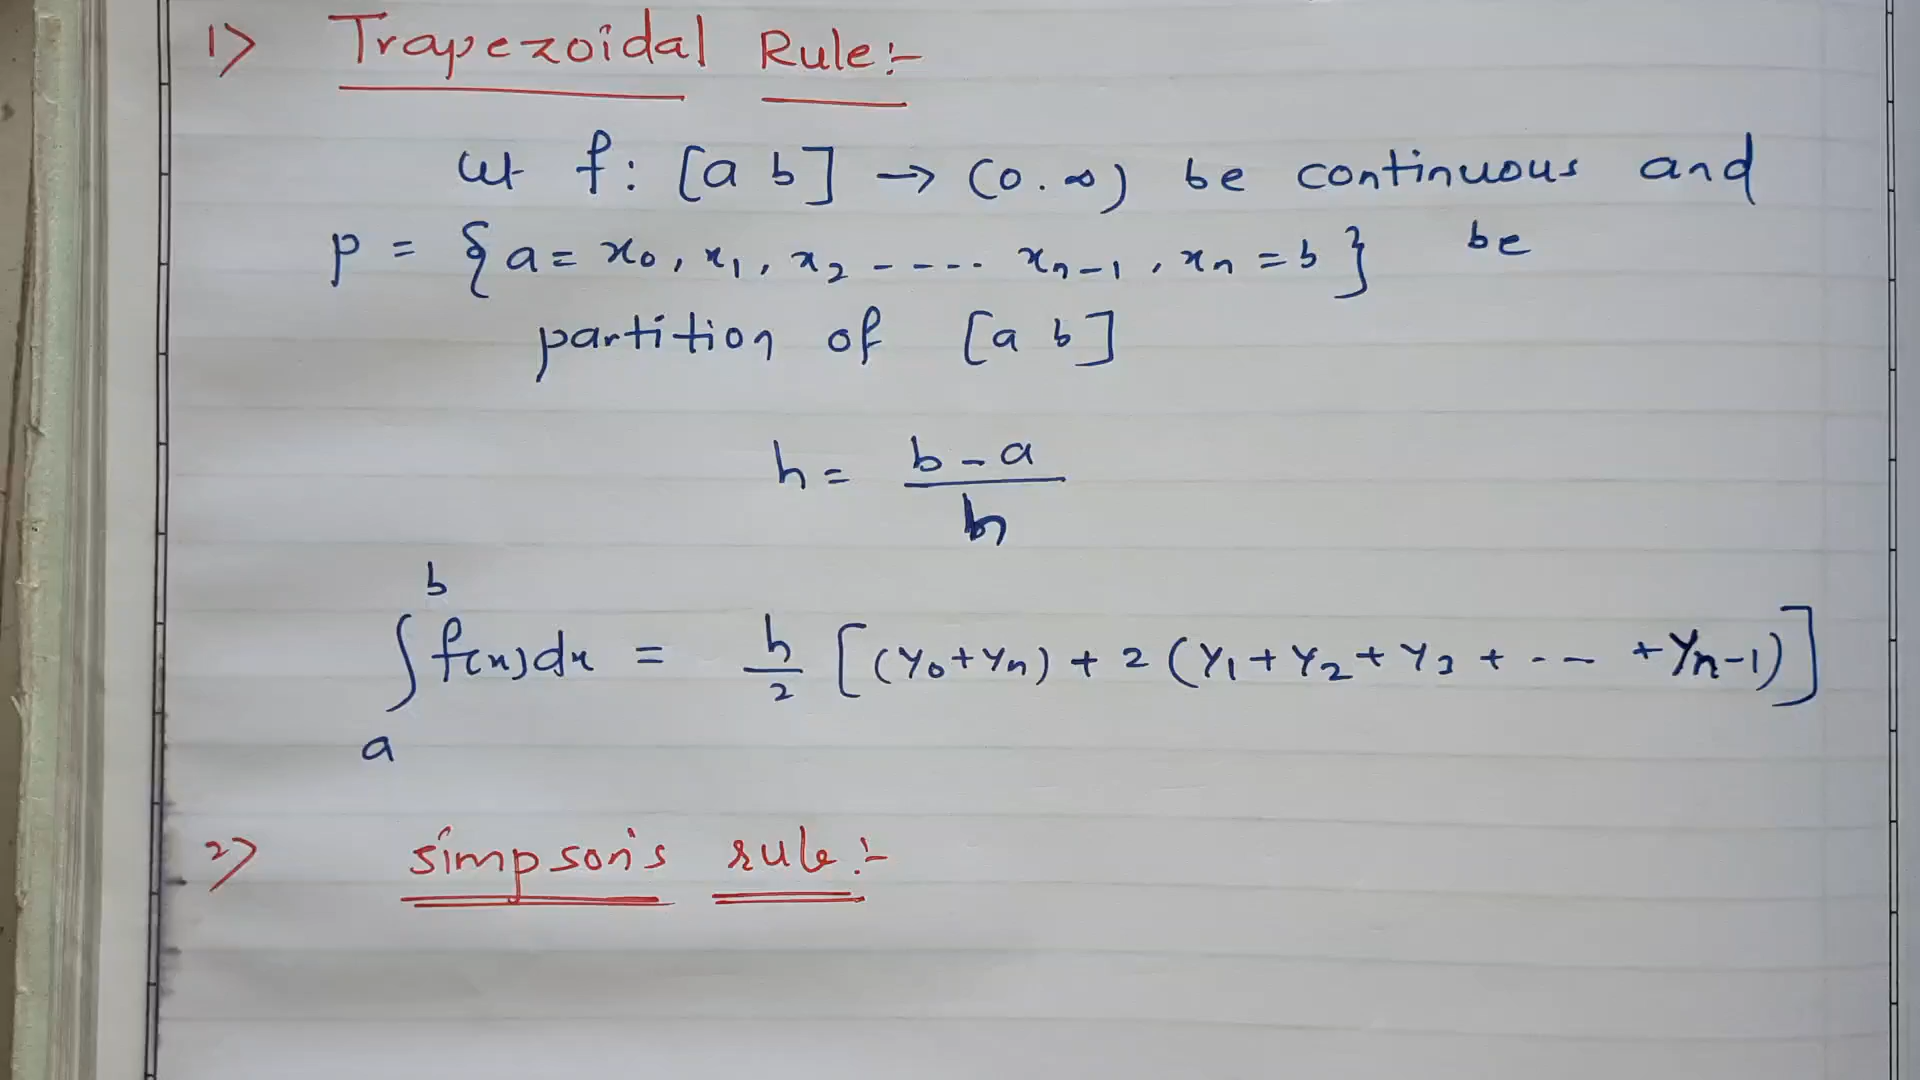 1> Trapezoidal Rule:-
Let f: [a b] → (0.∞) be continuous and
P = {a = x0, x1, x2 - - - - . xn-1, xn = b} be
partition of [a b]
h = b - a
n
b
∫ f(x)dx = h/2 [(y0+yn) + 2 (y1+y2+y3 + - - - +yn-1)]
a
2> simpson's rule:-